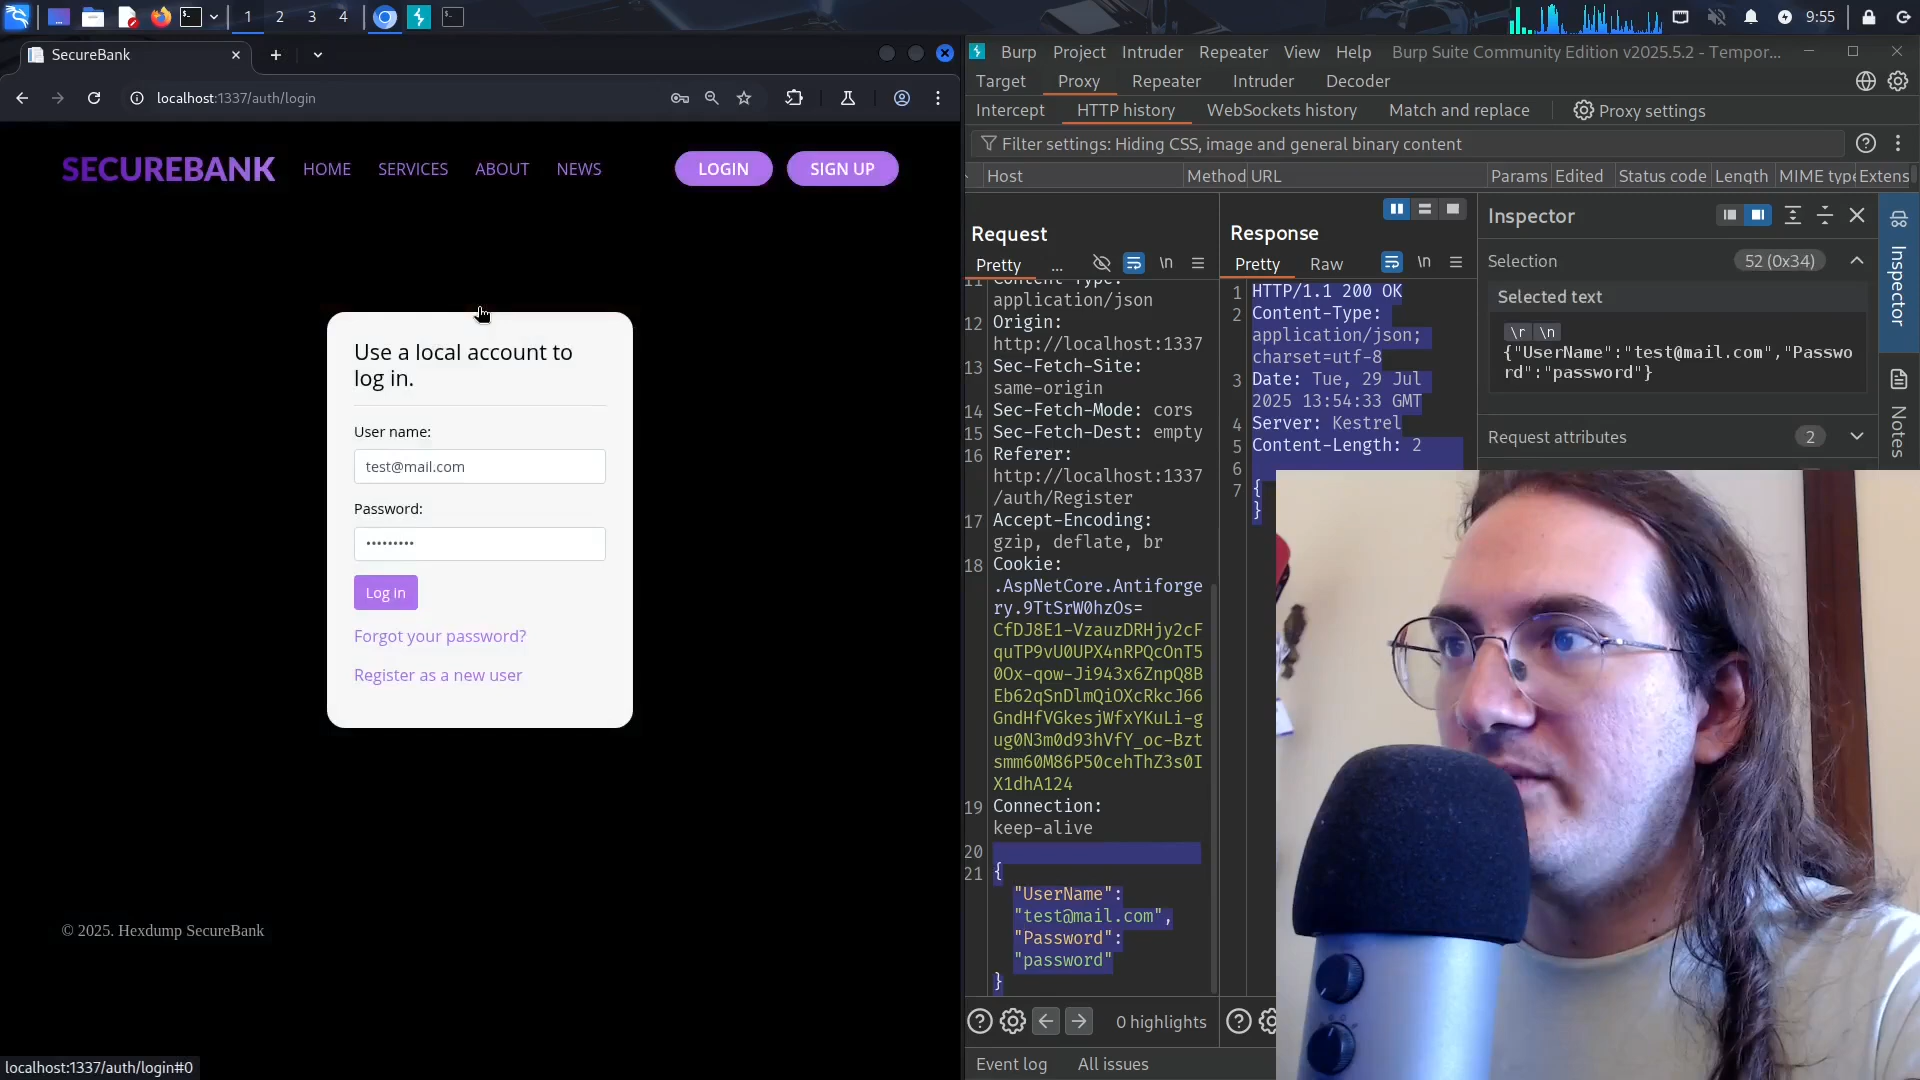 1 2 3 4
9:55
SecureBank
localhost:1337/auth/login
SECUREBANK HOME SERVICES ABOUT NEWS LOGIN SIGN UP
Use a local account to
log in.
User name:
test@mail.com
Password:
•••••••••
Log in
Forgot your password?
Register as a new user
© 2025. Hexdump SecureBank
localhost:1337/auth/login#0
Burp Project Intruder Repeater View Help Burp Suite Community Edition v2025.5.2 - Tempor...
Target Proxy Repeater Intruder Decoder
Intercept HTTP history WebSockets history Match and replace Proxy settings
Filter settings: Hiding CSS, image and general binary content
Host Method URL Params Edited Status code Length MIME type Extens
Request
Pretty ... \n
11 Content-Type:
application/json
12 Origin:
http://localhost:1337
13 Sec-Fetch-Site:
same-origin
14 Sec-Fetch-Mode: cors
15 Sec-Fetch-Dest: empty
16 Referer:
http://localhost:1337
/auth/Register
17 Accept-Encoding:
gzip, deflate, br
18 Cookie:
.AspNetCore.Antiforge
ry.9TtSrW0hzOs=
CfDJ8E1-VzauzDRHjy2cF
quTP9vU0UPX4nRPQcOnT5
0Ox-qow-Ji943x6ZnpQ8B
Eb62qSnDlmQiOXcRkcJ66
GndHfVGkesjWfxYKuLi-g
ug0N3m0d93hVfY_oc-Bzt
smm60M86P50cehThZ3s0I
X1dhA124
19 Connection:
keep-alive
20
21 {
"UserName":
"test@mail.com",
"Password":
"password"
}
0 highlights
Event log All issues
Response
Pretty Raw \n
1 HTTP/1.1 200 OK
2 Content-Type:
application/json;
charset=utf-8
3 Date: Tue, 29 Jul
2025 13:54:33 GMT
4 Server: Kestrel
5 Content-Length: 2
6
7 {
}
Inspector
Selection 52 (0x34)
Selected text
\r \n
{"UserName":"test@mail.com","Passwo
rd":"password"}
Request attributes 2
Inspector
Notes